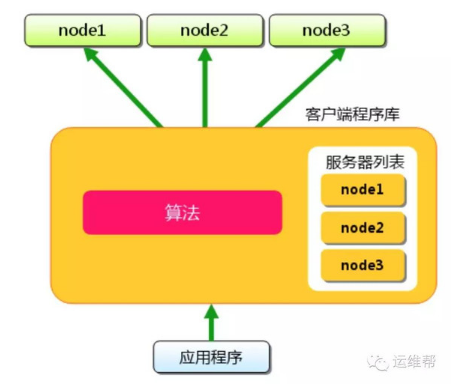 node1 node2 node3
客户端程序库
服务器列表
node1
算法
node2
node3
应用程序
运维帮